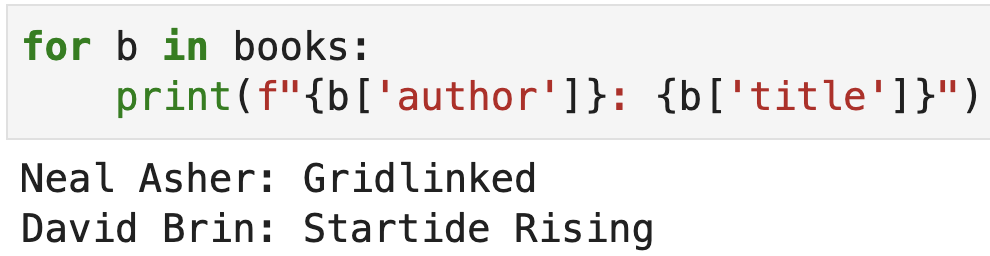 for b in books:
    print(f"{b['author']}: {b['title']}")
Neal Asher: Gridlinked
David Brin: Startide Rising